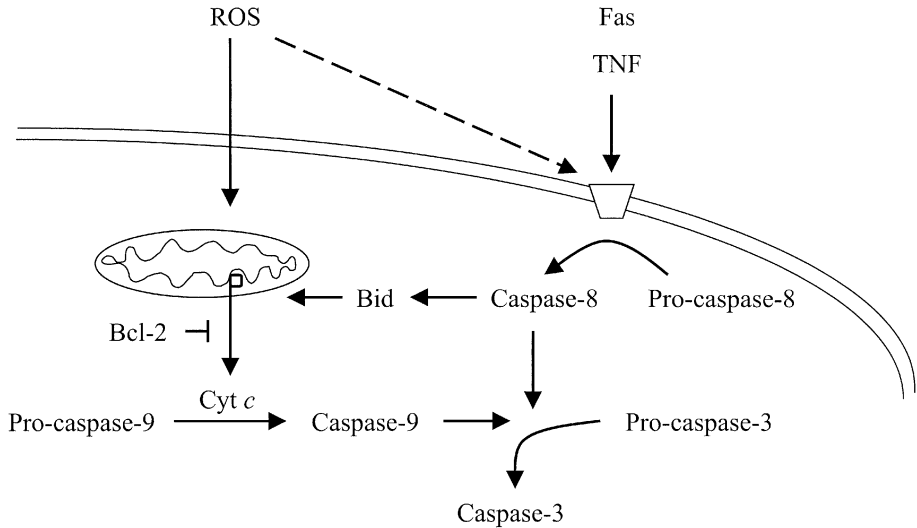 ROS
Fas
TNF
Bid
Caspase-8
Pro-caspase-8
Bcl-2
Cyt c
Pro-caspase-9
Caspase-9
Pro-caspase-3
Caspase-3